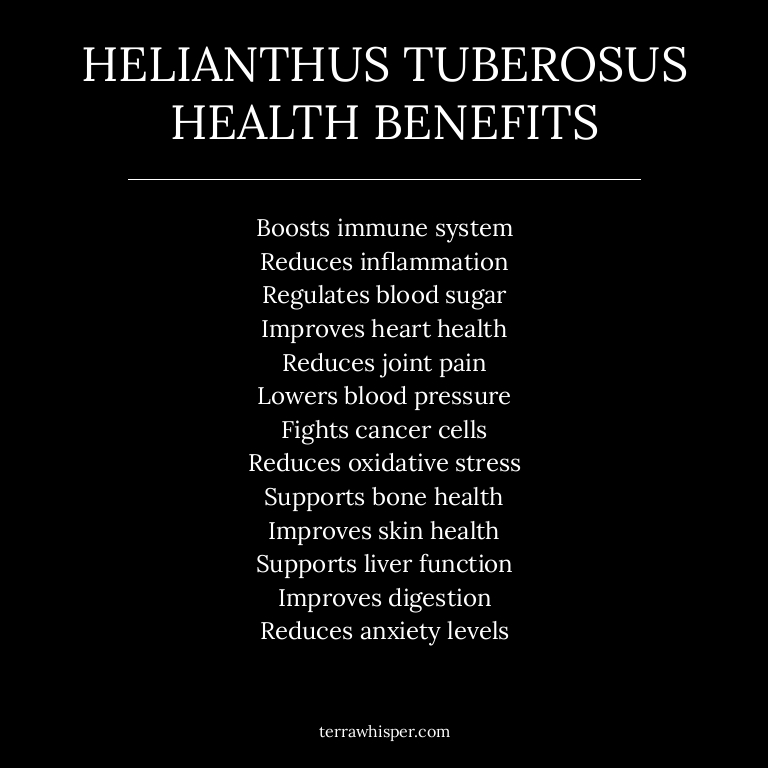 HELIANTHUS TUBEROSUS
HEALTH BENEFITS
Boosts immune system
Reduces inflammation
Regulates blood sugar
Improves heart health
Reduces joint pain
Lowers blood pressure
Fights cancer cells
Reduces oxidative stress
Supports bone health
Improves skin health
Supports liver function
Improves digestion
Reduces anxiety levels
terrawhisper.com